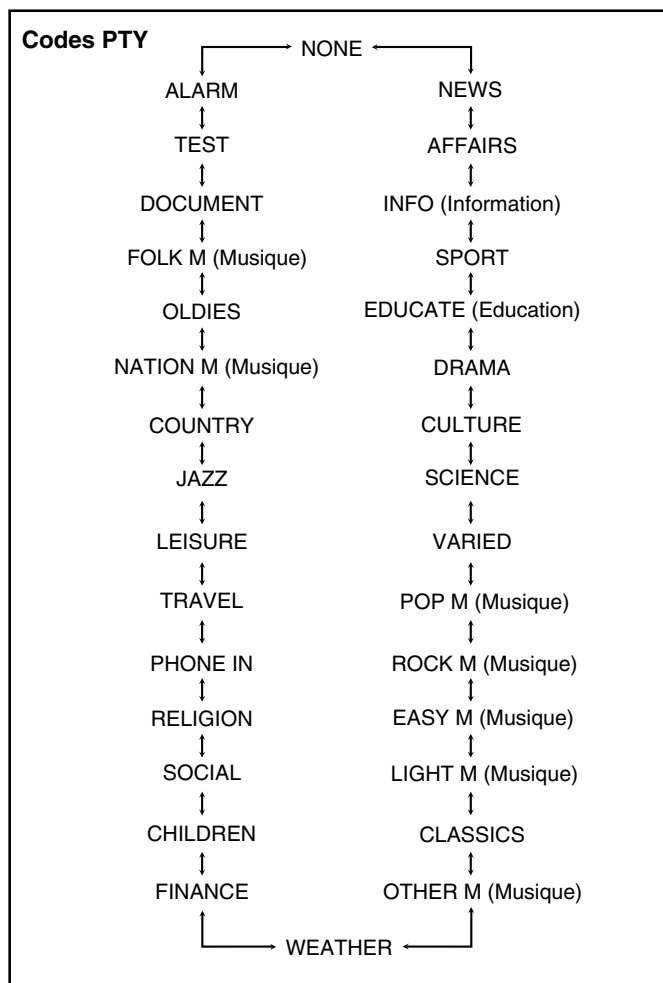 Codes PTY
NONE
ALARM NEWS
TEST AFFAIRS
DOCUMENT INFO (Information)
FOLK M (Musique) SPORT
OLDIES EDUCATE (Education)
NATION M (Musique) DRAMA
COUNTRY CULTURE
JAZZ SCIENCE
LEISURE VARIED
TRAVEL POP M (Musique)
PHONE IN ROCK M (Musique)
RELIGION EASY M (Musique)
SOCIAL LIGHT M (Musique)
CHILDREN CLASSICS
FINANCE OTHER M (Musique)
WEATHER